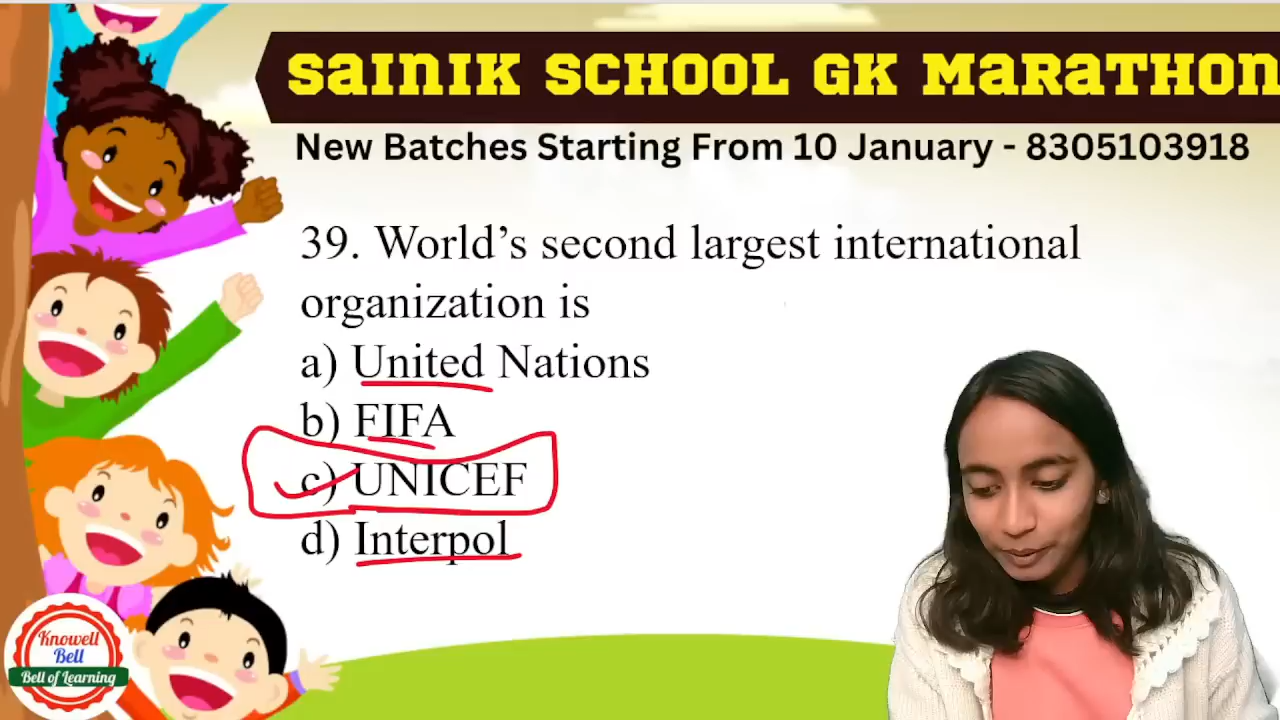 SAINIK SCHOOL GK MARATHON
New Batches Starting From 10 January - 8305103918
39. World's second largest international
organization is
a) United Nations
b) FIFA
c) UNICEF
d) Interpol
Knowell
Bell
Bell of Learning